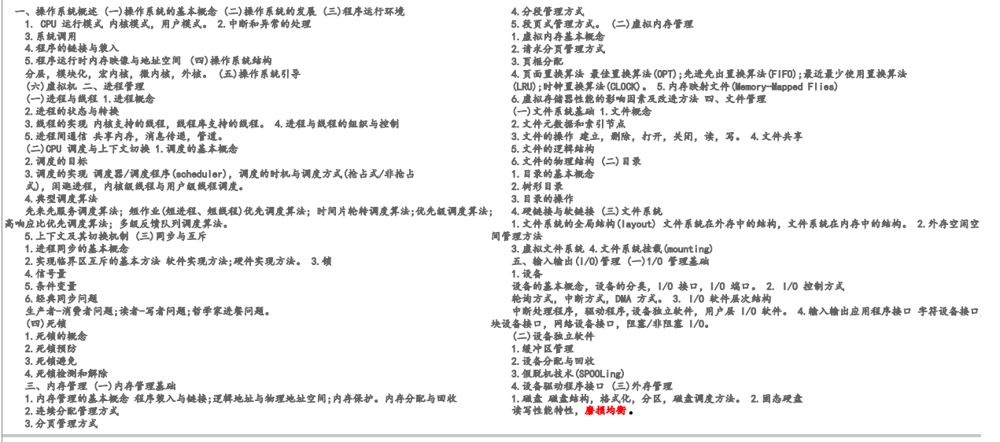 一、操作系统概述 (一)操作系统的基本概念 (二)操作系统的发展 (三)程序运行环境
1. CPU 运行模式 内核模式, 用户模式。 2.中断和异常的处理
3.系统调用
4.程序的链接与装入
5.程序运行时内存映像与地址空间 (四)操作系统结构
分层, 模块化, 宏内核, 微内核, 外核。 (五)操作系统引导
(六)虚拟机 二、进程管理
(一)进程与线程 1.进程概念
2.进程的状态与转换
3.线程的实现 内核支持的线程, 线程库支持的线程。 4.进程与线程的组织与控制
5.进程间通信 共享内存, 消息传递, 管道。
(二)CPU 调度与上下文切换 1.调度的基本概念
2.调度的目标
3.调度的实现 调度器/调度程序(scheduler), 调度的时机与调度方式(抢占式/非抢占
式), 闲逛进程, 内核级线程与用户级线程调度。
4.典型调度算法
先来先服务调度算法; 短作业(短进程、短线程)优先调度算法; 时间片轮转调度算法;优先级调度算法;
高响应比优先调度算法; 多级反馈队列调度算法。
5.上下文及其切换机制 (三)同步与互斥
1.进程同步的基本概念
2.实现临界区互斥的基本方法 软件实现方法;硬件实现方法。 3.锁
4.信号量
5.条件变量
6.经典同步问题
生产者-消费者问题;读者-写者问题;哲学家进餐问题。
(四)死锁
1.死锁的概念
2.死锁预防
3.死锁避免
4.死锁检测和解除
三、内存管理 (一)内存管理基础
1.内存管理的基本概念 程序装入与链接;逻辑地址与物理地址空间;内存保护。内存分配与回收
2.连续分配管理方式
3.分页管理方式
4.分段管理方式
5.段页式管理方式。 (二)虚拟内存管理
1.虚拟内存基本概念
2.请求分页管理方式
3.页框分配
4.页面置换算法 最佳置换算法(OPT);先进先出置换算法(FIFO);最近最少使用置换算法
(LRU);时钟置换算法(CLOCK)。 5.内存映射文件(Memory-Mapped Flies)
6.虚拟存储器性能的影响因素及改进方法 四、文件管理
(一)文件系统基础 1.文件概念
2.文件元数据和索引节点
3.文件的操作 建立, 删除, 打开, 关闭, 读, 写。 4.文件共享
5.文件的逻辑结构
6.文件的物理结构 (二)目录
1.目录的基本概念
2.树形目录
3.目录的操作
4.硬链接与软链接 (三)文件系统
1.文件系统的全局结构(layout) 文件系统在外存中的结构, 文件系统在内存中的结构。 2.外存空闲空
间管理方法
3.虚拟文件系统 4.文件系统挂载(mounting)
五、输入输出(I/O)管理 (一)I/O 管理基础
1.设备
设备的基本概念, 设备的分类, I/O 接口, I/O 端口。 2. I/O 控制方式
轮询方式, 中断方式, DMA 方式。 3. I/O 软件层次结构
中断处理程序, 驱动程序,设备独立软件, 用户层 I/O 软件。 4.输入输出应用程序接口 字符设备接口
块设备接口, 网络设备接口, 阻塞/非阻塞 I/O。
(二)设备独立软件
1.缓冲区管理
2.设备分配与回收
3.假脱机技术(SPOOLing)
4.设备驱动程序接口 (三)外存管理
1.磁盘 磁盘结构, 格式化, 分区, 磁盘调度方法。 2.固态硬盘
读写性能特性, 磨损均衡。